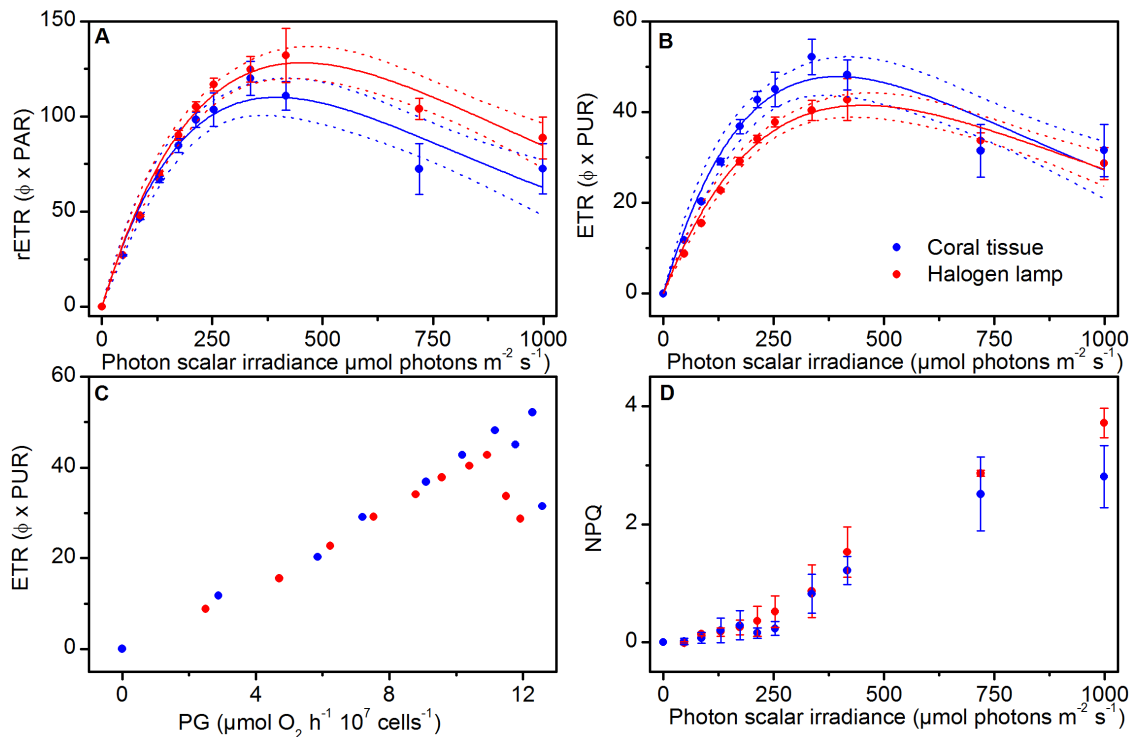 A
rETR (ϕ x PAR)
150
100
50
0
0
250
500
750
1000
Photon scalar irradiance µmol photons m⁻² s⁻¹
B
ETR (ϕ x PUR)
60
40
20
0
Coral tissue
Halogen lamp
0
250
500
750
1000
Photon scalar irradiance (µmol photons m⁻² s⁻¹)
C
ETR (ϕ x PUR)
60
40
20
0
0
4
8
12
PG (µmol O₂ h⁻¹ 10⁷ cells⁻¹)
D
NPQ
4
2
0
0
250
500
750
1000
Photon scalar irradiance (µmol photons m⁻² s⁻¹)